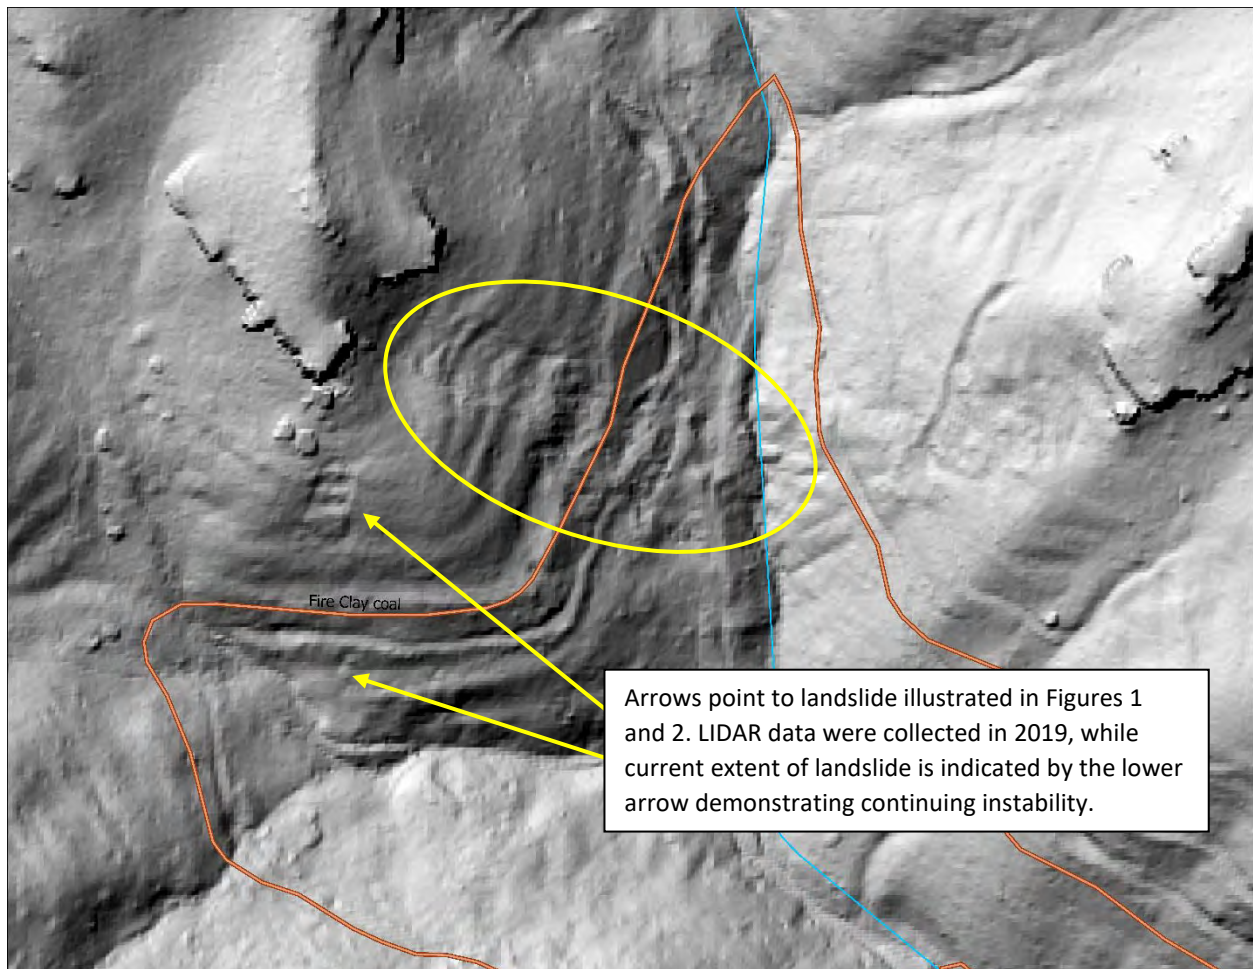 Fire Clay coal
Arrows point to landslide illustrated in Figures 1
and 2. LIDAR data were collected in 2019, while
current extent of landslide is indicated by the lower
arrow demonstrating continuing instability.